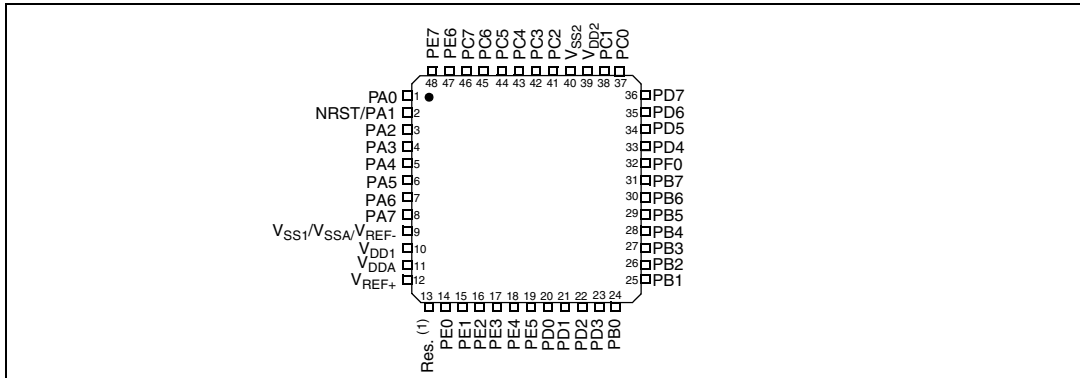 PE7 PE6 PC7 PC6 PC5 PC4 PC3 PC2 VSS2 VDD2 PC1 PC0
48 47 46 45 44 43 42 41 40 39 38 37
PA0 1
NRST/PA1 2
PA2 3
PA3 4
PA4 5
PA5 6
PA6 7
PA7 8
VSS1/VSSA/VREF- 9
VDD1 10
VDDA 11
VREF+ 12
36 PD7
35 PD6
34 PD5
33 PD4
32 PF0
31 PB7
30 PB6
29 PB5
28 PB4
27 PB3
26 PB2
25 PB1
13 14 15 16 17 18 19 20 21 22 23 24
Res. (1) PE0 PE1 PE2 PE3 PE4 PE5 PD0 PD1 PD2 PD3 PB0